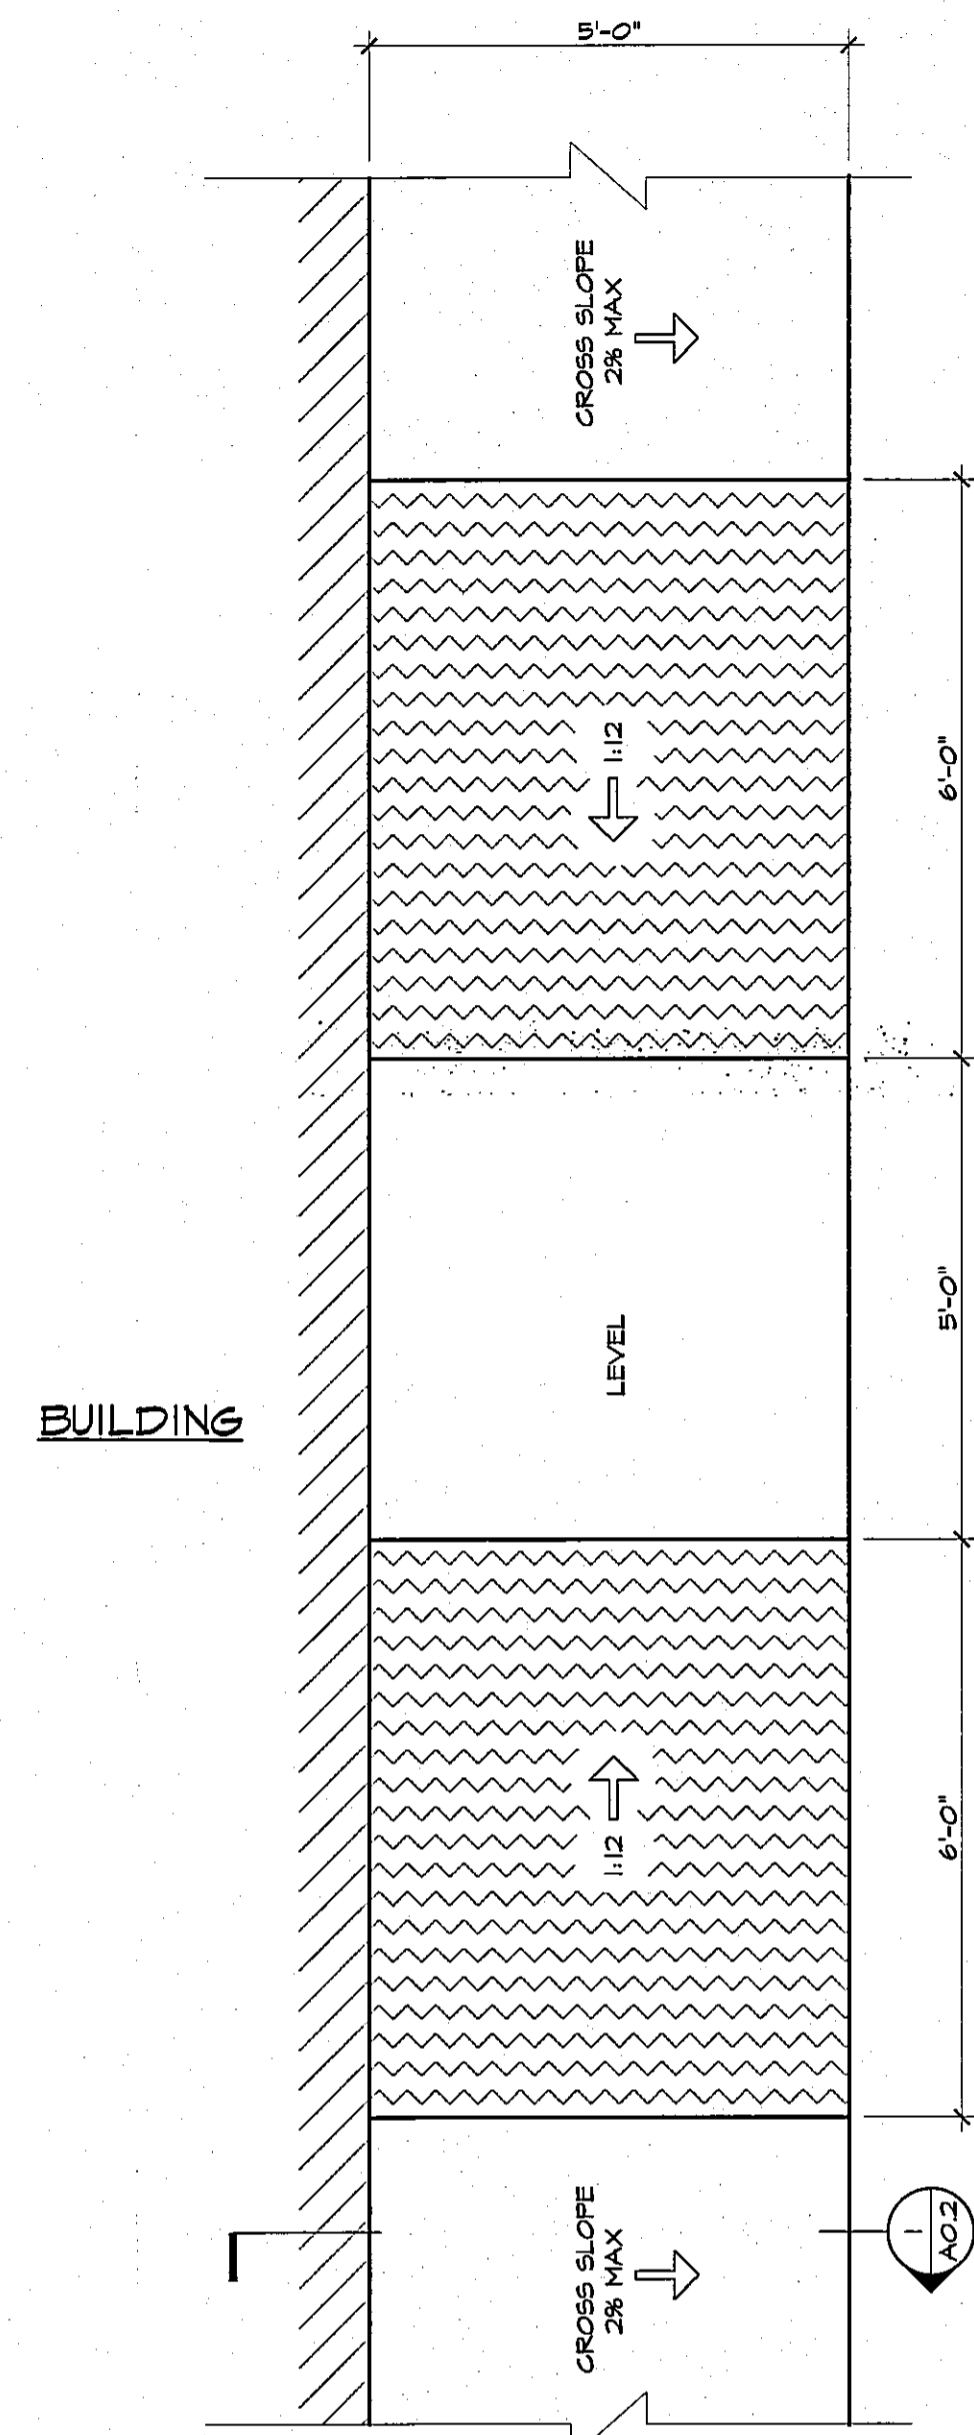 5'-0"
CROSS SLOPE
2% MAX
1:12
6'-0"
LEVEL
5'-0"
BUILDING
1:12
6'-0"
CROSS SLOPE
2% MAX
1
A0.2